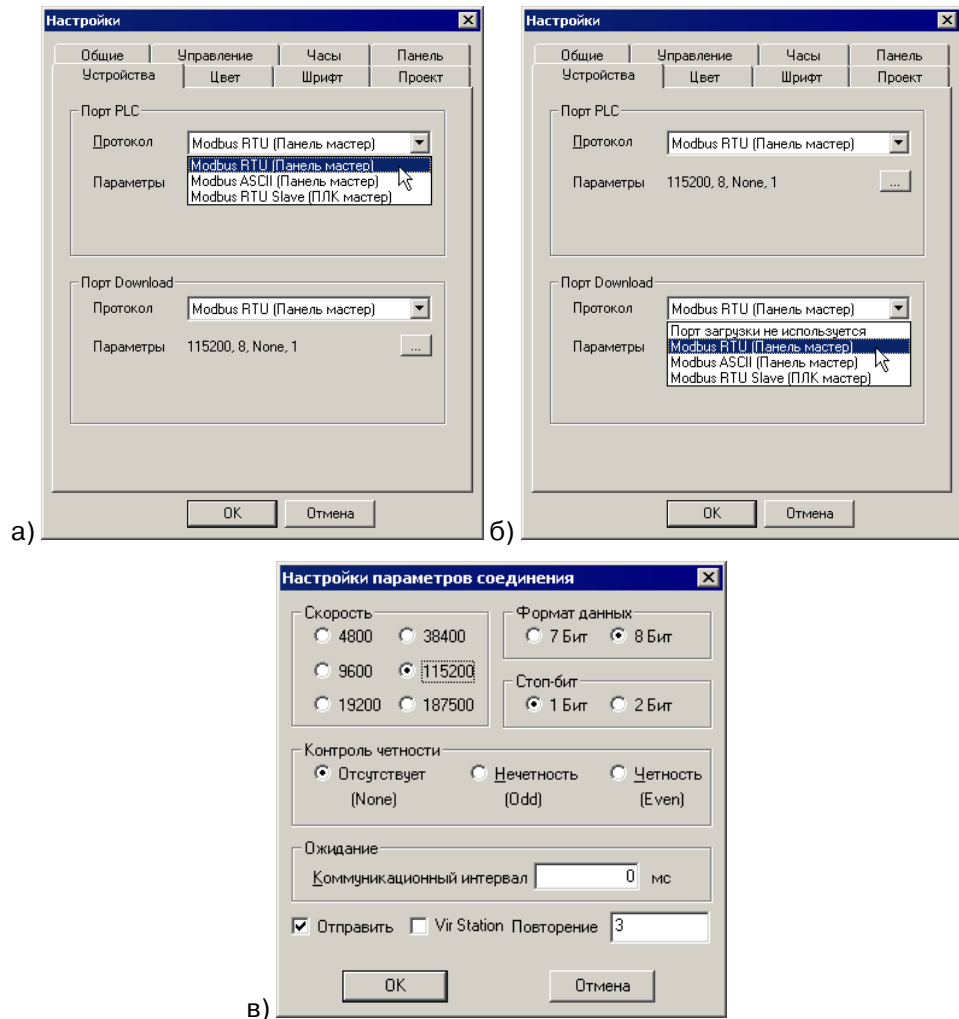 Настройки
Общие Управление Часы Панель
Устройства Цвет Шрифт Проект
Порт PLC
Протокол Modbus RTU (Панель мастер)
Modbus RTU (Панель мастер)
Параметры Modbus ASCII (Панель мастер)
Modbus RTU Slave (ПЛК мастер)
Порт Download
Протокол Modbus RTU (Панель мастер)
Параметры 115200, 8, None, 1 ...
OK Отмена
а)
Настройки
Общие Управление Часы Панель
Устройства Цвет Шрифт Проект
Порт PLC
Протокол Modbus RTU (Панель мастер)
Параметры 115200, 8, None, 1 ...
Порт Download
Протокол Modbus RTU (Панель мастер)
Порт загрузки не используется
Параметры Modbus RTU (Панель мастер)
Modbus ASCII (Панель мастер)
Modbus RTU Slave (ПЛК мастер)
OK Отмена
б)
Настройки параметров соединения
Скорость Формат данных
4800 38400 7 Бит 8 Бит
9600 115200 Стоп-бит
19200 187500 1 Бит 2 Бит
Контроль четности
Отсутствует Нечетность Четность
(None) (Odd) (Even)
Ожидание
Коммуникационный интервал 0 мс
Отправить Vir Station Повторение 3
OK Отмена
в)